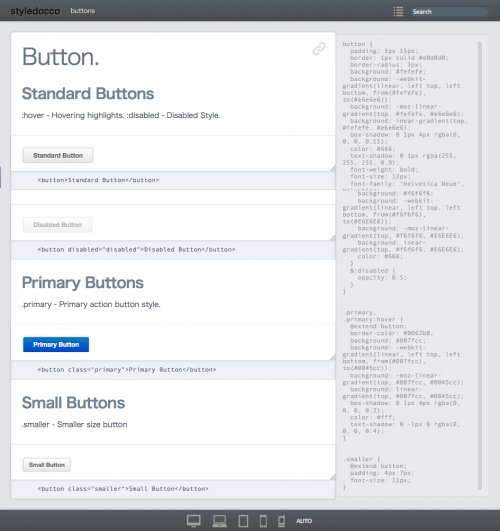 styledocco
buttons
Search
Button.
Standard Buttons
:hover - Hovering highlights. :disabled - Disabled Style.
Standard Button
<button>Standard Button</button>
Disabled Button
<button disabled="disabled">Disabled Button</button>
Primary Buttons
.primary - Primary action button style.
Primary Button
<button class="primary">Primary Button</button>
Small Buttons
.smaller - Smaller size button
Small Button
<button class="smaller">Small Button</button>
button {
padding: 5px 15px;
border: 1px solid #d0d0d0;
border-radius: 3px;
background: #fefefe;
background: -webkit-
gradient(linear, left top, left
bottom, from(#fefefe),
to(#e6e6e6));
background: -moz-linear-
gradient(top, #fefefe, #e6e6e6);
background: inear-gradient(top,
#fefefe, #e6e6e6);
box-shadow: 0 1px 4px rgba(0,
0, 0, 0.15);
color: #666;
text-shadow: 0 1px rgba(255,
255, 255, 0.9);
font-weight: bold;
font-size: 12px;
font-family: "Helvetica Neue",
background: #f6f6f6;
background: -webkit-
gradient(linear, left top, left
bottom, from(#f6f6f6),
to(#E6E6E6));
background: -moz-linear-
gradient(top, #f6f6f6, #E6E6E6);
background: inear-
gradient(top, #f6f6f6, #E6E6E6);
color: #666;
}
&:disabled {
opacity: 0.5;
}
}
.primary,
.primary:hover {
@extend button;
border-color: #0062b8;
background: #007fcc;
background: -webkit-
gradient(linear, left top, left
bottom, from(#007fcc),
to(#0045cc));
background: -moz-linear-
gradient(top, #007fcc, #0045cc);
background: linear-
gradient(top, #007fcc, #0045cc);
box-shadow: 0 1px 4px rgba(0,
0, 0, 0.2);
color: #fff;
text-shadow: 0 -1px 0 rgba(0,
0, 0, 0.4);
}
.smaller {
@extend button;
padding: 4px 7px;
font-size: 11px;
}
AUTO